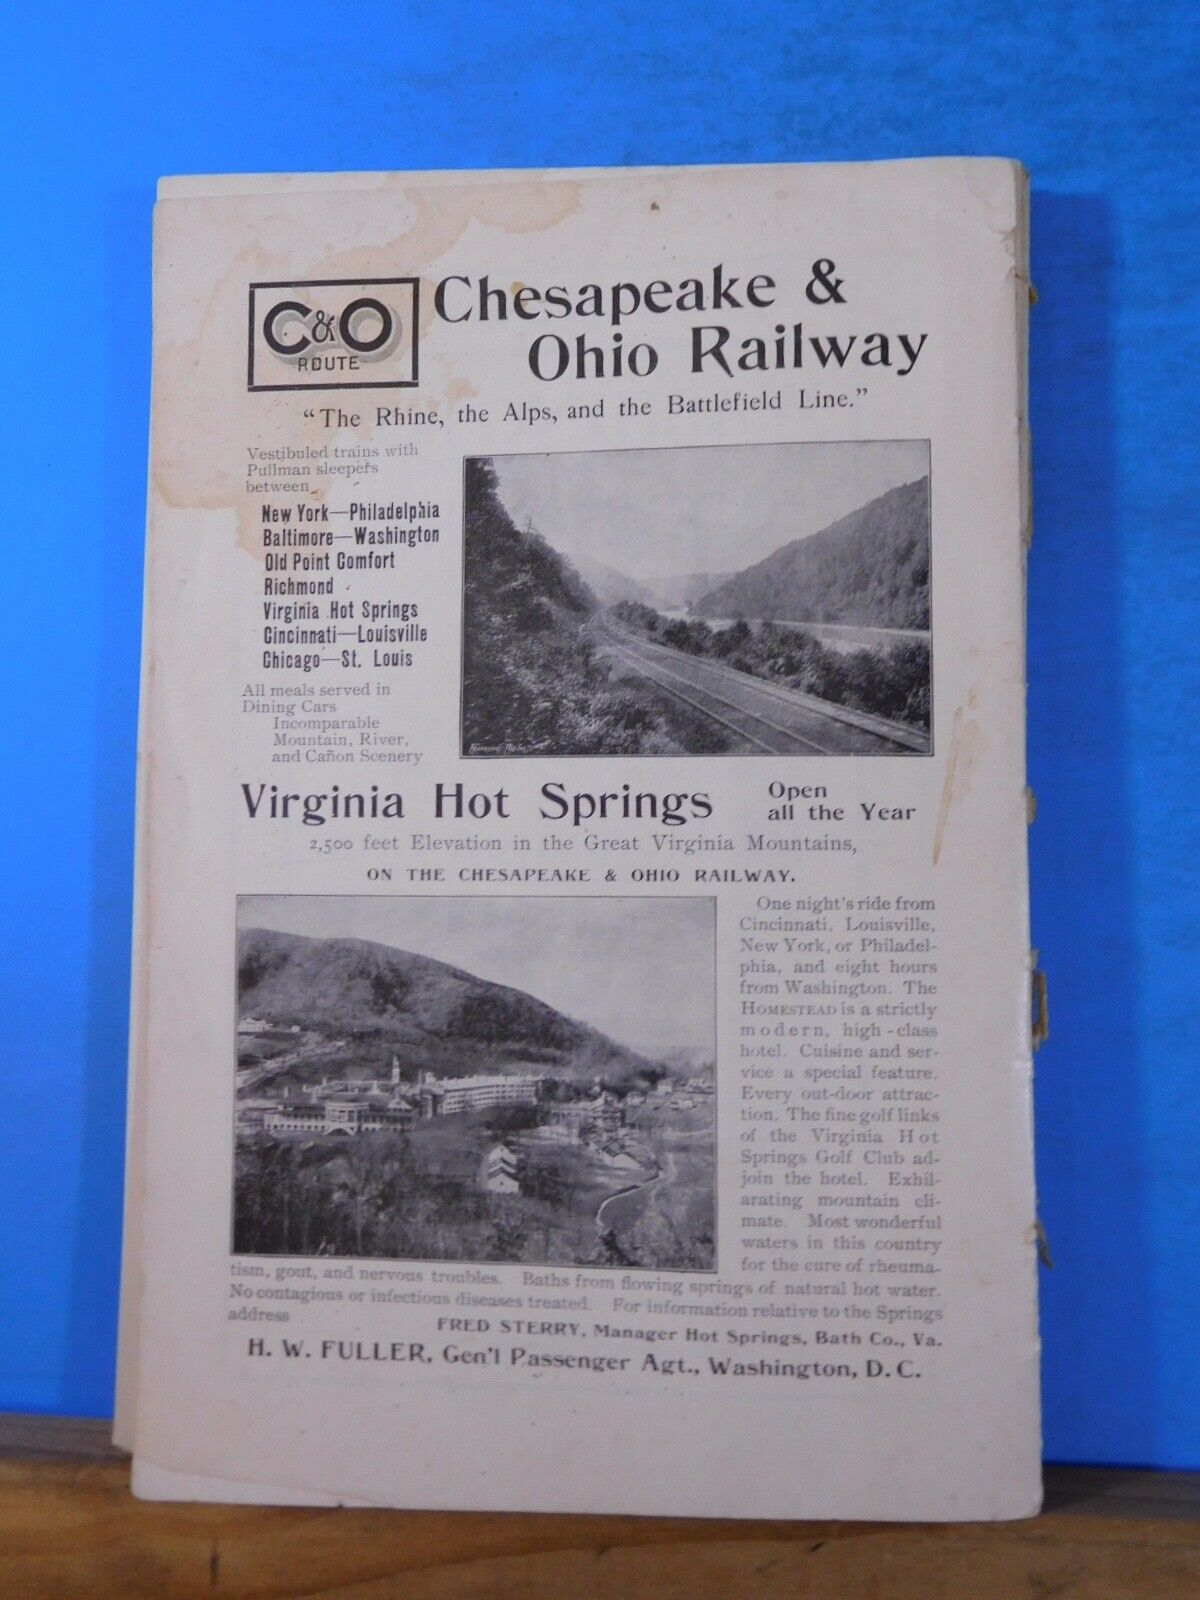 C&O
ROUTE
Chesapeake &
Ohio Railway
"The Rhine, the Alps, and the Battlefield Line."
Vestibuled trains with
Pullman sleepers
between
New York—Philadelphia
Baltimore—Washington
Old Point Comfort
Richmond
Virginia Hot Springs
Cincinnati—Louisville
Chicago—St. Louis
All meals served in
Dining Cars
Incomparable
Mountain, River,
and Cañon Scenery
Virginia Hot Springs
Open
all the Year
2,500 feet Elevation in the Great Virginia Mountains,
ON THE CHESAPEAKE & OHIO RAILWAY.
One night's ride from
Cincinnati, Louisville,
New York, or Philadel-
phia, and eight hours
from Washington. The
HOMESTEAD is a strictly
modern, high-class
hotel. Cuisine and ser-
vice a special feature.
Every out-door attrac-
tion. The fine golf links
of the Virginia Hot
Springs Golf Club ad-
join the hotel. Exhil-
arating mountain cli-
mate. Most wonderful
waters in this country
for the cure of rheuma-
tism, gout, and nervous troubles. Baths from flowing springs of natural hot water.
No contagious or infectious diseases treated. For information relative to the Springs
address
FRED STERRY, Manager Hot Springs, Bath Co., Va.
H. W. FULLER, Gen'l Passenger Agt., Washington, D. C.